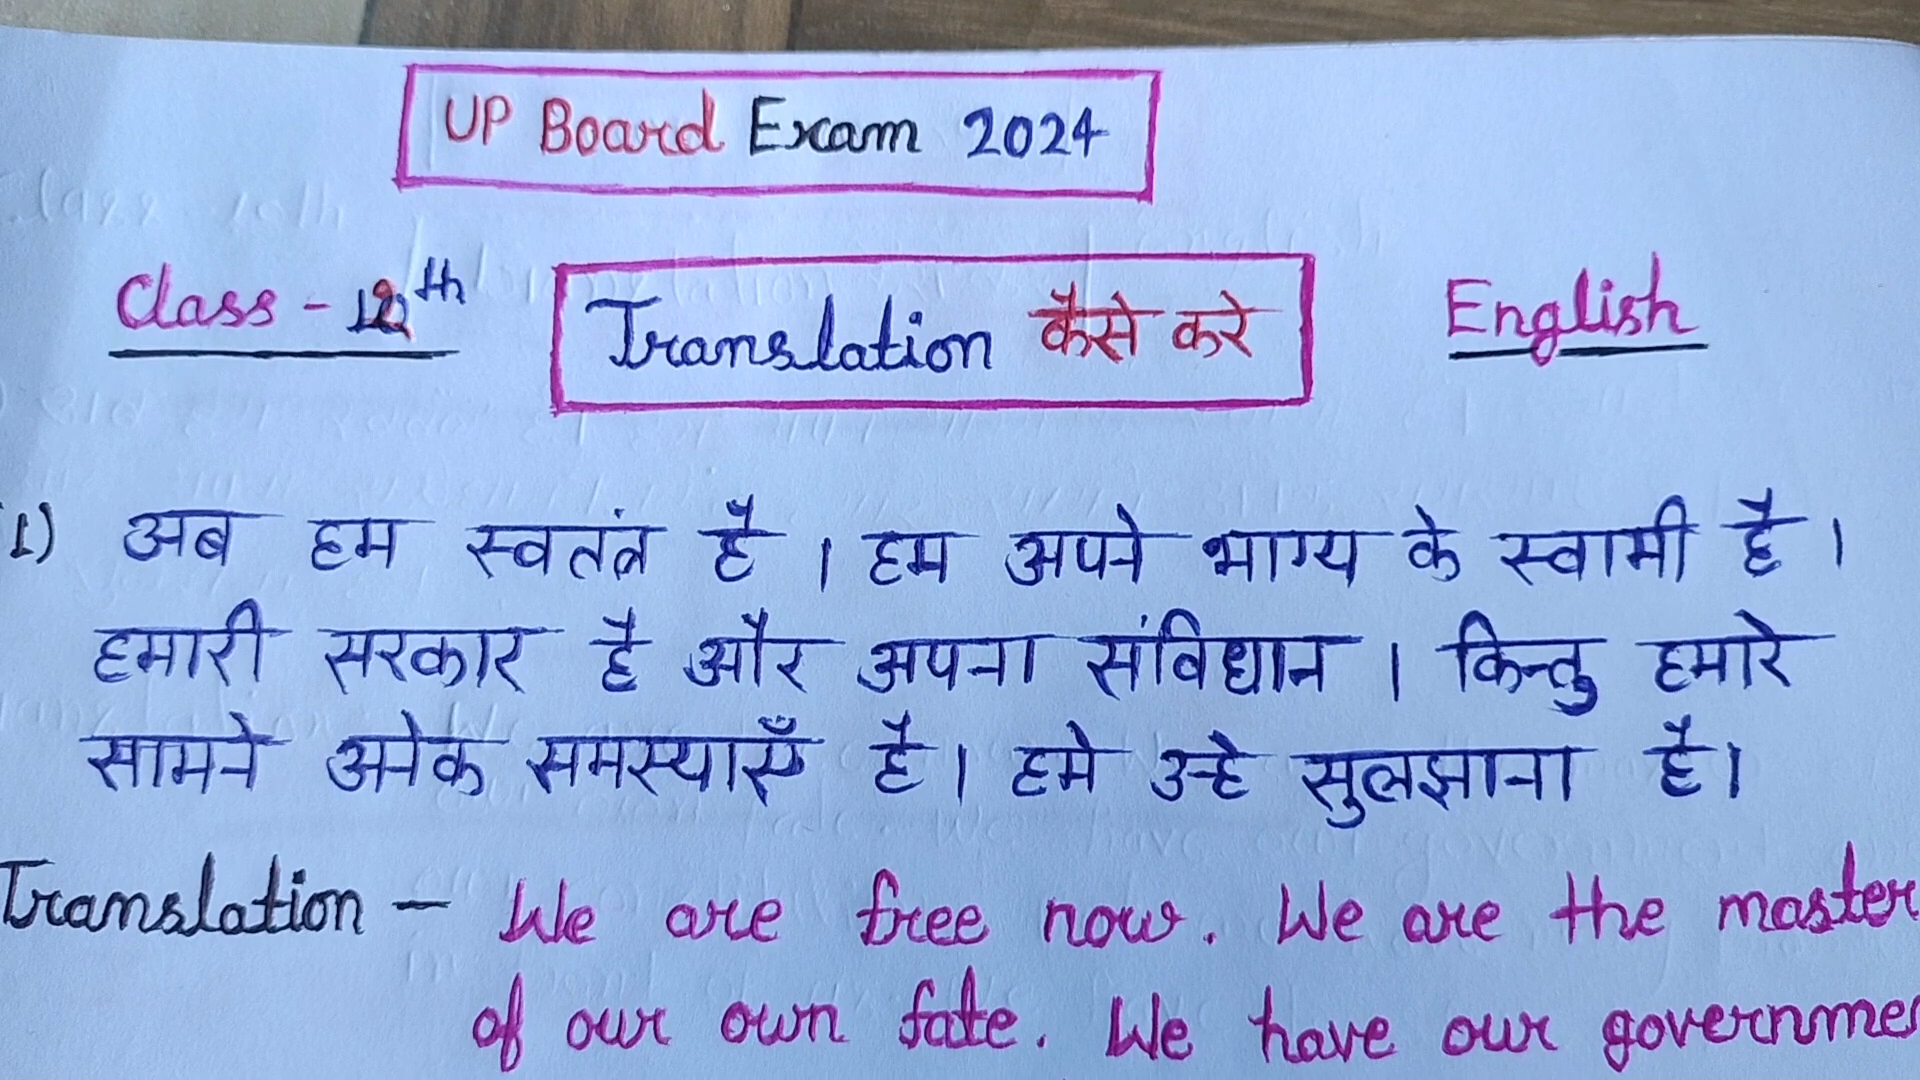 UP Board Exam 2024
Class - 12th Translation कैसे करे English
1) अब हम स्वतंत्र है । हम अपने भाग्य के स्वामी है ।
हमारी सरकार है और अपना संविधान । किन्तु हमारे
सामने अनेक समस्याएँ है । हमे उन्हे सुलझाना है ।
Translation - We are free now. We are the master
of our own fate. We have our governme